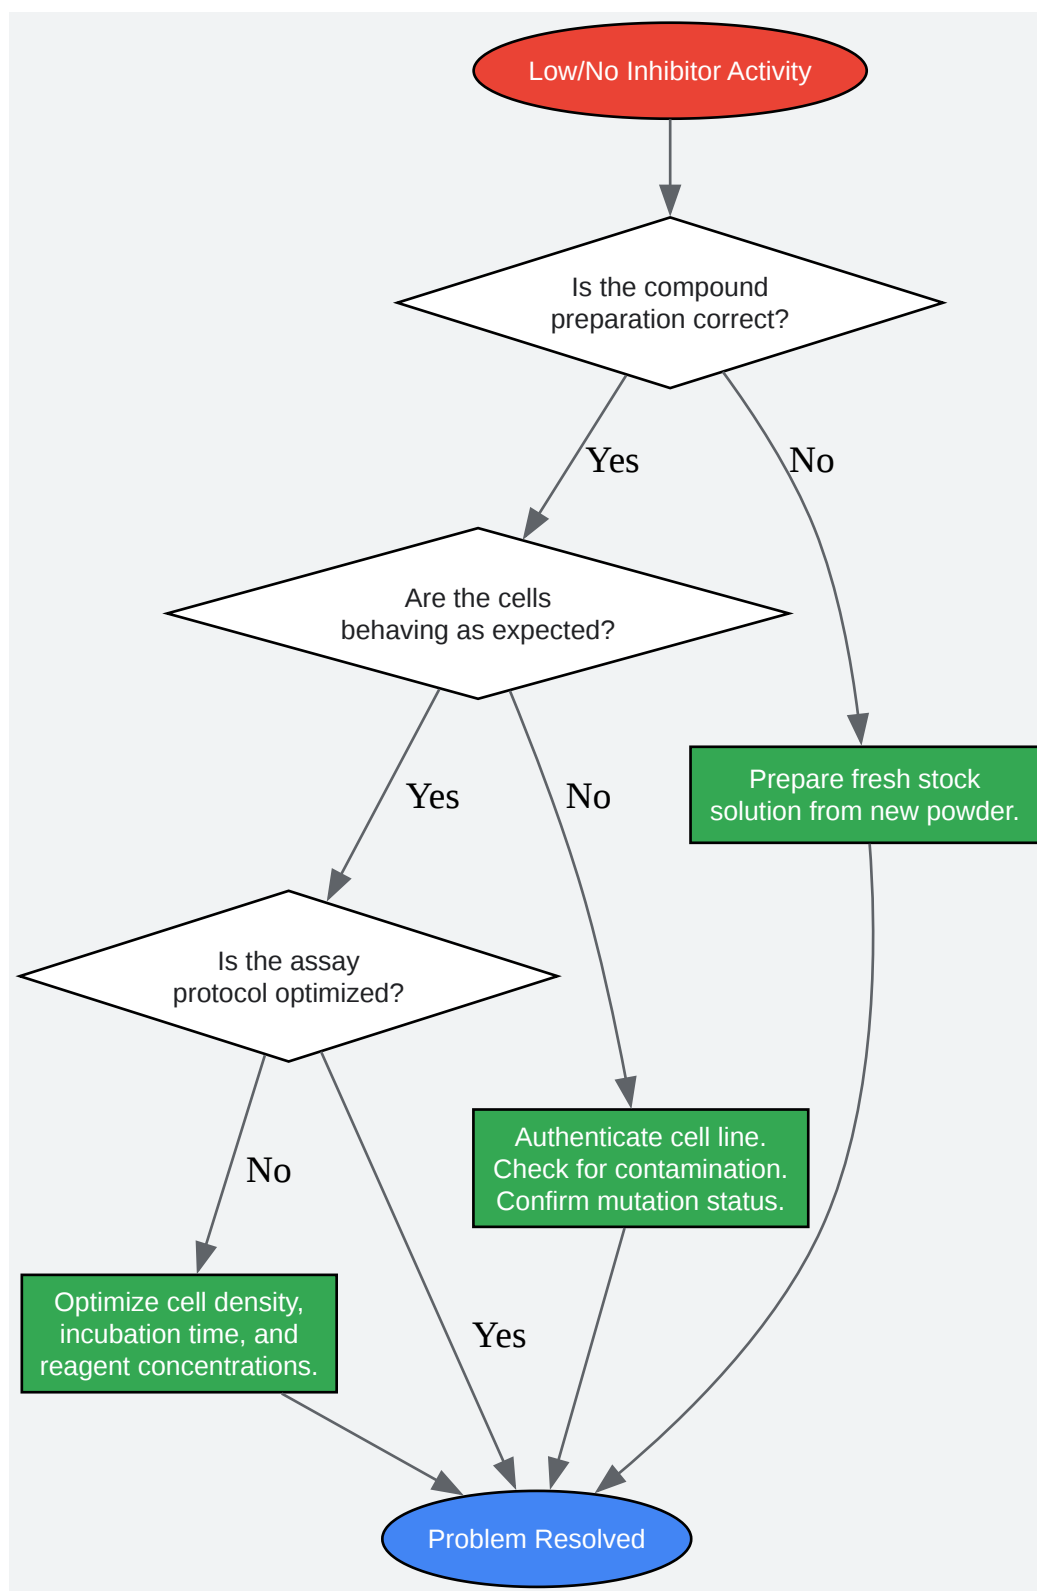 Low/No Inhibitor Activity
Is the compound
preparation correct?
Yes
No
Are the cells
behaving as expected?
Yes
No
Prepare fresh stock
solution from new powder.
Is the assay
protocol optimized?
No
Yes
Authenticate cell line.
Check for contamination.
Confirm mutation status.
Optimize cell density,
incubation time, and
reagent concentrations.
Problem Resolved